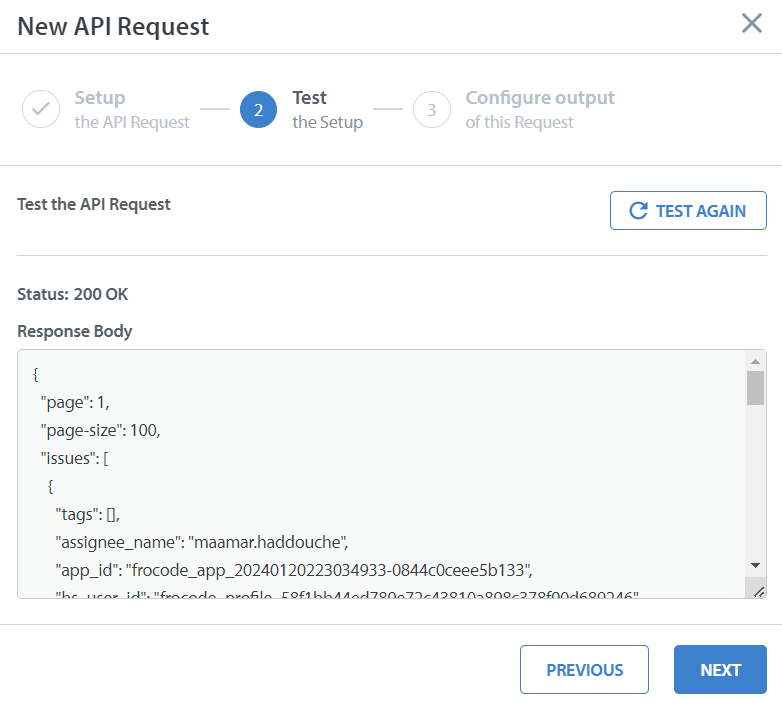 New API Request
Setup
the API Request
2
Test
the Setup
3
Configure output
of this Request
Test the API Request
TEST AGAIN
Status: 200 OK
Response Body
{
"page": 1,
"page-size": 100,
"issues": [
{
"tags": [],
"assignee_name": "maamar.haddouche",
"app_id": "frocode_app_20240120223034933-0844c0ceee5b133",
PREVIOUS
NEXT